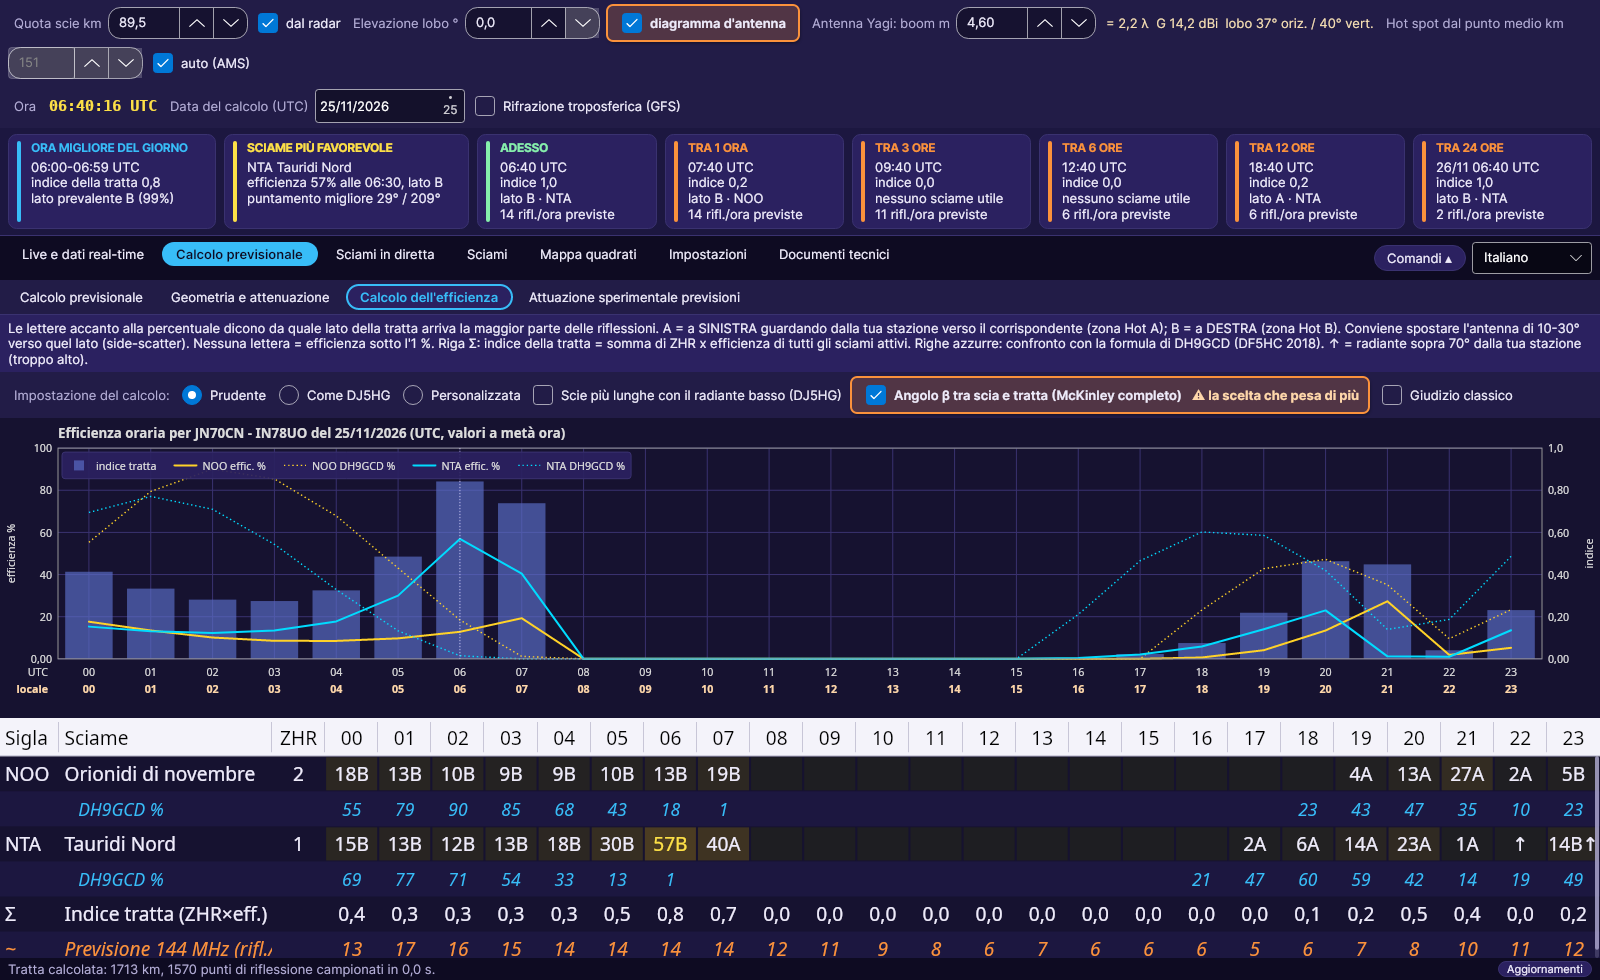 Quota scie km 89,5 dal radar Elevazione lobo ° 0,0 diagramma d'antenna Antenna Yagi: boom m 4,60 = 2,2 λ G 14,2 dBi lobo 37° oriz. / 40° vert. Hot spot dal punto medio km
151 auto (AMS)
Ora 06:40:16 UTC Data del calcolo (UTC) 25/11/2026 25 Rifrazione troposferica (GFS)
ORA MIGLIORE DEL GIORNO
06:00-06:59 UTC
indice della tratta 0,8
lato prevalente B (99%)
SCIAME PIÙ FAVOREVOLE
NTA Tauridi Nord
efficienza 57% alle 06:30, lato B
puntamento migliore 29° / 209°
ADESSO
06:40 UTC
indice 1,0
lato B · NTA
14 rifl./ora previste
TRA 1 ORA
07:40 UTC
indice 0,2
lato B · NOO
14 rifl./ora previste
TRA 3 ORE
09:40 UTC
indice 0,0
nessuno sciame utile
11 rifl./ora previste
TRA 6 ORE
12:40 UTC
indice 0,0
nessuno sciame utile
6 rifl./ora previste
TRA 12 ORE
18:40 UTC
indice 0,2
lato A · NTA
6 rifl./ora previste
TRA 24 ORE
26/11 06:40 UTC
indice 1,0
lato B · NTA
2 rifl./ora previste
Live e dati real-time Calcolo previsionale Sciami in diretta Sciami Mappa quadrati Impostazioni Documenti tecnici Comandi ▴ Italiano
Calcolo previsionale Geometria e attenuazione Calcolo dell'efficienza Attuazione sperimentale previsioni
Le lettere accanto alla percentuale dicono da quale lato della tratta arriva la maggior parte delle riflessioni. A = a SINISTRA guardando dalla tua stazione verso il corrispondente (zona Hot A); B = a DESTRA (zona Hot B). Conviene spostare l'antenna di 10-30°
verso quel lato (side-scatter). Nessuna lettera = efficienza sotto l'1 %. Riga Σ: indice della tratta = somma di ZHR x efficienza di tutti gli sciami attivi. Righe azzurre: confronto con la formula di DH9GCD (DF5HC 2018). ↑ = radiante sopra 70° dalla tua stazione
(troppo alto).
Impostazione del calcolo: Prudente Come DJ5HG Personalizzata Scie più lunghe con il radiante basso (DJ5HG) Angolo β tra scia e tratta (McKinley completo) ⚠ la scelta che pesa di più Giudizio classico
Efficienza oraria per JN70CN - IN78UO del 25/11/2026 (UTC, valori a metà ora)
indice tratta NOO effic. % NOO DH9GCD % NTA effic. % NTA DH9GCD %
100 1,0
80 0,80
60 0,60
40 0,40
20 0,20
0,00 0,00
efficienza %
indice
UTC 00 01 02 03 04 05 06 07 08 09 10 11 12 13 14 15 16 17 18 19 20 21 22 23
locale 00 01 02 03 04 05 06 07 08 09 10 11 12 13 14 15 16 17 18 19 20 21 22 23
Sigla Sciame ZHR 00 01 02 03 04 05 06 07 08 09 10 11 12 13 14 15 16 17 18 19 20 21 22 23
NOO Orionidi di novembre 2 18B 13B 10B 9B 9B 10B 13B 19B 4A 13A 27A 2A 5B
DH9GCD % 55 79 90 85 68 43 18 1 23 43 47 35 10 23
NTA Tauridi Nord 1 15B 13B 12B 13B 18B 30B 57B 40A 2A 6A 14A 23A 1A ↑ 14B↑
DH9GCD % 69 77 71 54 33 13 1 21 47 60 59 42 14 19 49
Σ Indice tratta (ZHR×eff.) 0,4 0,3 0,3 0,3 0,3 0,5 0,8 0,7 0,0 0,0 0,0 0,0 0,0 0,0 0,0 0,0 0,0 0,0 0,1 0,2 0,5 0,4 0,0 0,2
~ Previsione 144 MHz (rifl./ 13 17 16 15 14 14 14 14 12 11 9 8 6 7 6 6 6 5 6 7 8 10 11 12
Tratta calcolata: 1713 km, 1570 punti di riflessione campionati in 0,0 s. Aggiornamenti